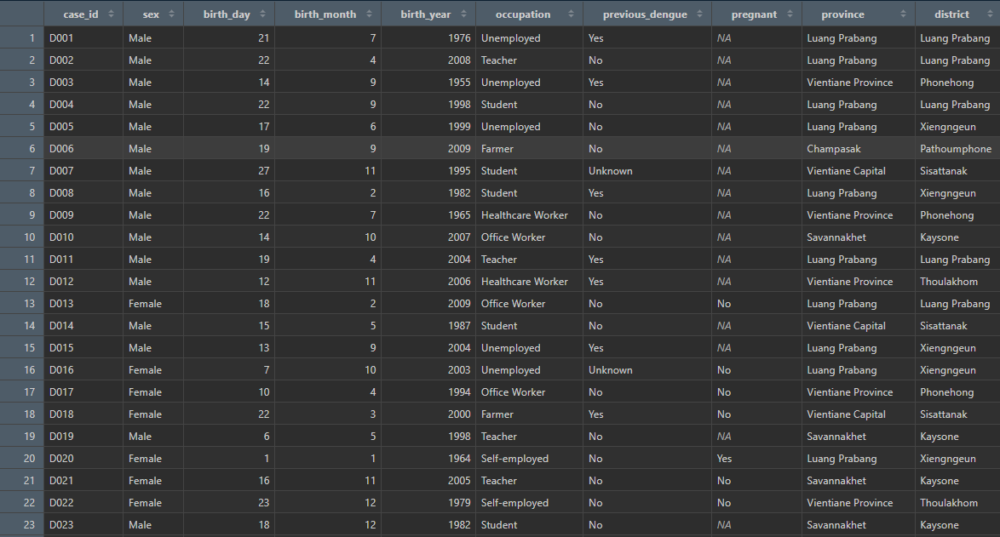 case_id sex birth_day birth_month birth_year occupation previous_dengue pregnant province district
1 D001 Male 21 7 1976 Unemployed Yes NA Luang Prabang Luang Prabang
2 D002 Male 22 4 2008 Teacher No NA Luang Prabang Luang Prabang
3 D003 Male 14 9 1955 Unemployed Yes NA Vientiane Province Phonehong
4 D004 Male 22 9 1998 Student No NA Luang Prabang Luang Prabang
5 D005 Male 17 6 1999 Unemployed No NA Luang Prabang Xiengngeun
6 D006 Male 19 9 2009 Farmer No NA Champasak Pathoumphone
7 D007 Male 27 11 1995 Student Unknown NA Vientiane Capital Sisattanak
8 D008 Male 16 2 1982 Student Yes NA Luang Prabang Xiengngeun
9 D009 Male 22 7 1965 Healthcare Worker No NA Vientiane Province Phonehong
10 D010 Male 14 10 2007 Office Worker No NA Savannakhet Kaysone
11 D011 Male 19 4 2004 Teacher Yes NA Luang Prabang Luang Prabang
12 D012 Male 12 11 2006 Healthcare Worker Yes NA Vientiane Province Thoulakhom
13 D013 Female 18 2 2009 Office Worker No No Luang Prabang Luang Prabang
14 D014 Male 15 5 1987 Student No NA Vientiane Capital Sisattanak
15 D015 Male 13 9 2004 Unemployed Yes NA Luang Prabang Xiengngeun
16 D016 Female 7 10 2003 Unemployed Unknown No Luang Prabang Xiengngeun
17 D017 Female 10 4 1994 Office Worker No No Vientiane Province Phonehong
18 D018 Female 22 3 2000 Farmer Yes No Vientiane Capital Sisattanak
19 D019 Male 6 5 1998 Teacher No NA Savannakhet Kaysone
20 D020 Female 1 1 1964 Self-employed No Yes Luang Prabang Xiengngeun
21 D021 Female 16 11 2005 Teacher No No Savannakhet Kaysone
22 D022 Female 23 12 1979 Self-employed No No Vientiane Province Thoulakhom
23 D023 Male 18 12 1982 Student No NA Savannakhet Kaysone